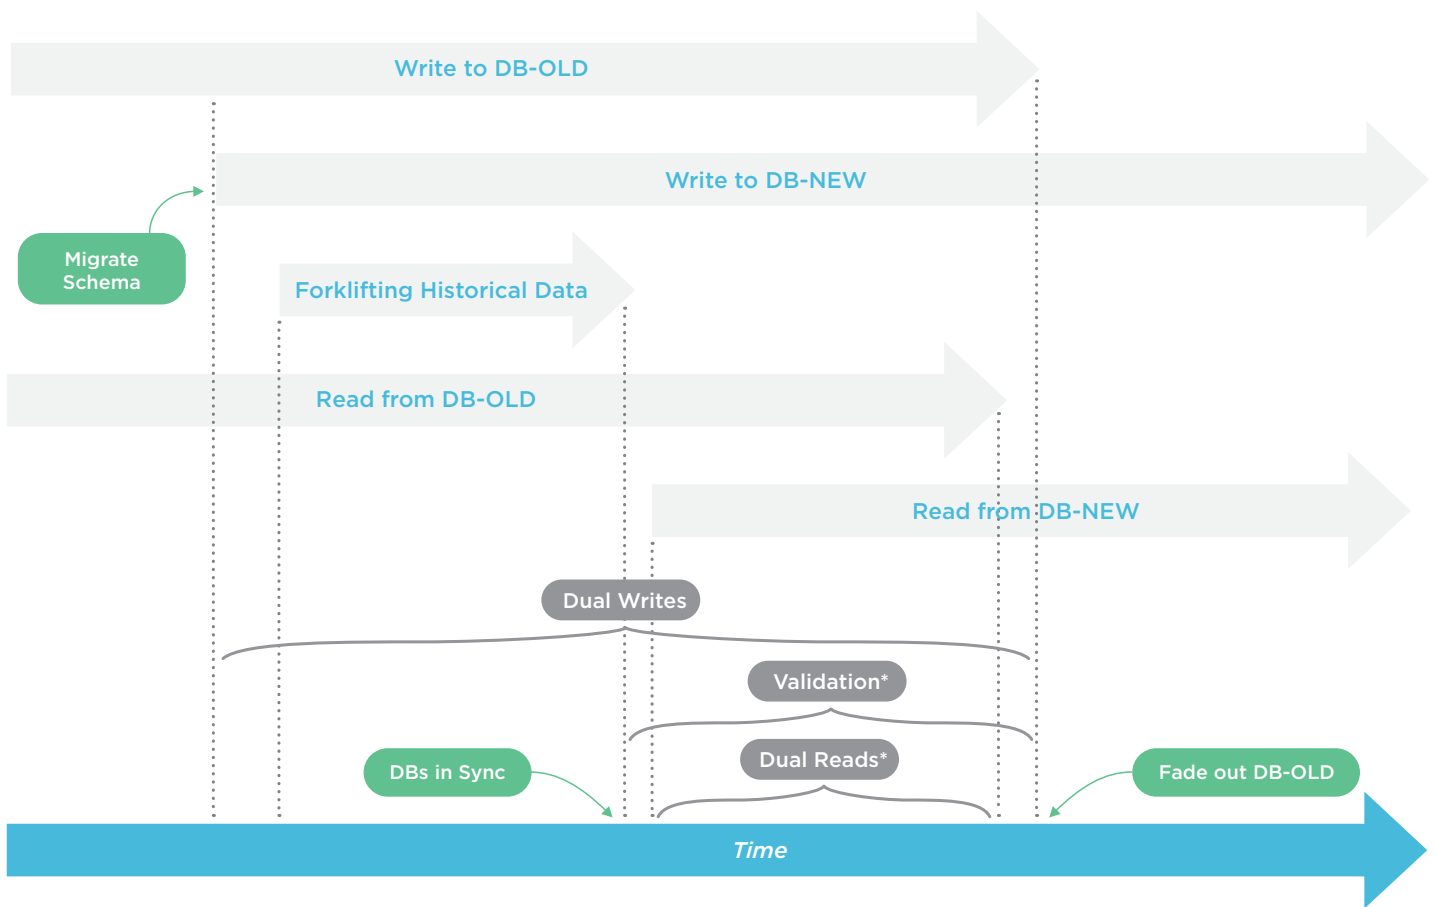 Write to DB-OLD
Write to DB-NEW
Migrate
Schema
Forklifting Historical Data
Read from DB-OLD
Read from DB-NEW
Dual Writes
Validation*
Dual Reads*
DBs in Sync
Fade out DB-OLD
Time